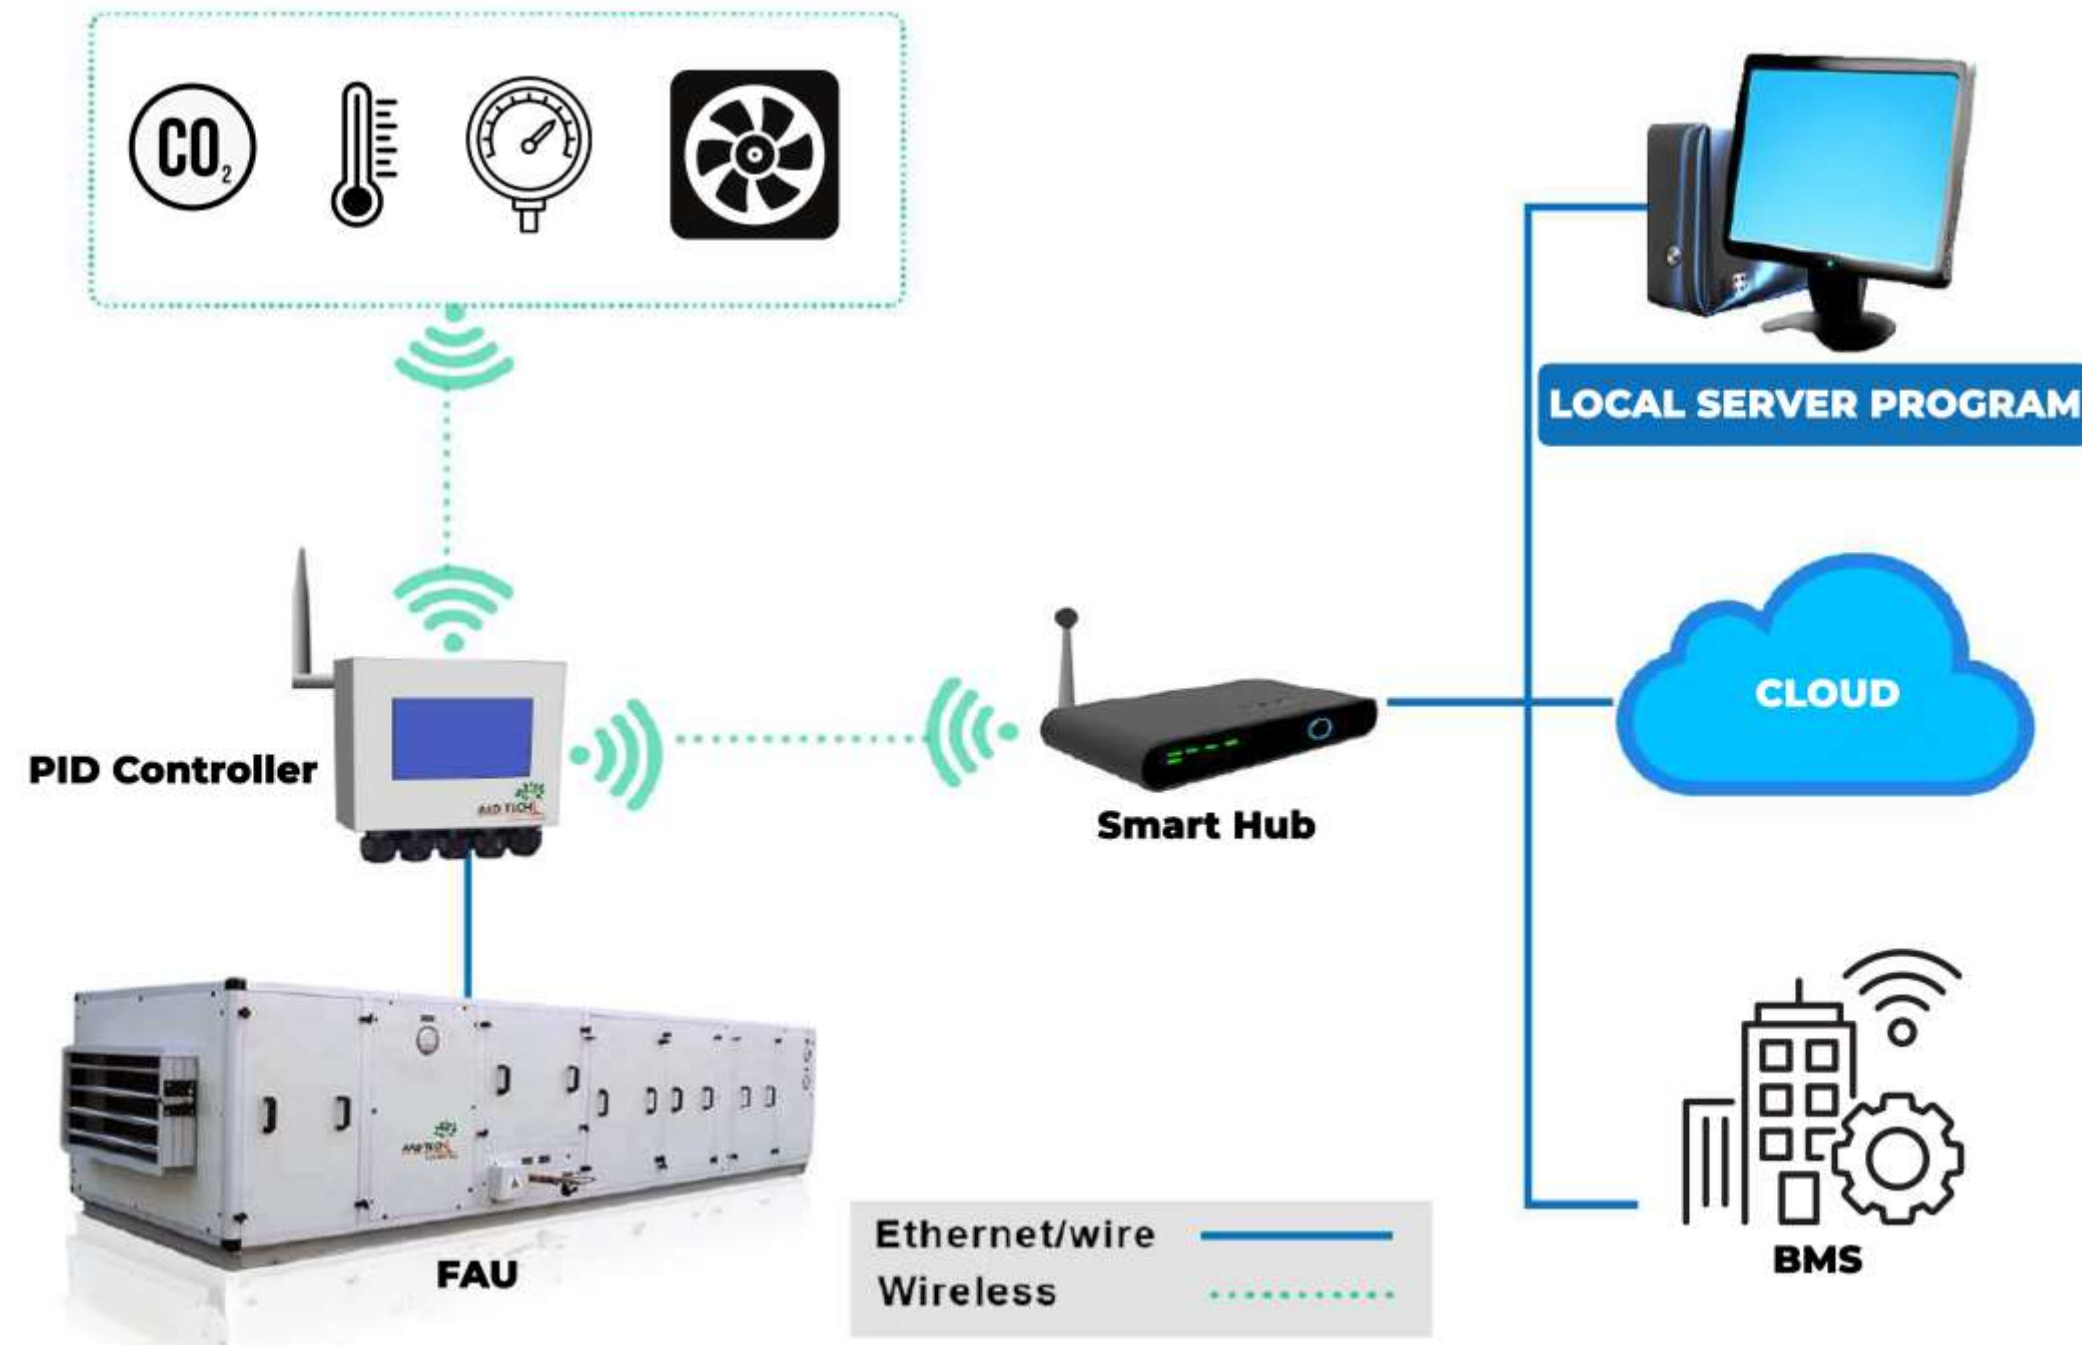 CO₂
LOCAL SERVER PROGRAM
CLOUD
PID Controller
Smart Hub
FAU
Ethernet/wire
Wireless
BMS